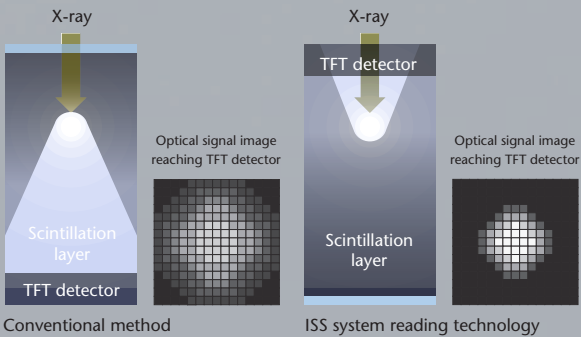 X-ray
Optical signal image
reaching TFT detector
Scintillation
layer
TFT detector
Conventional method
X-ray
TFT detector
Optical signal image
reaching TFT detector
Scintillation
layer
ISS system reading technology